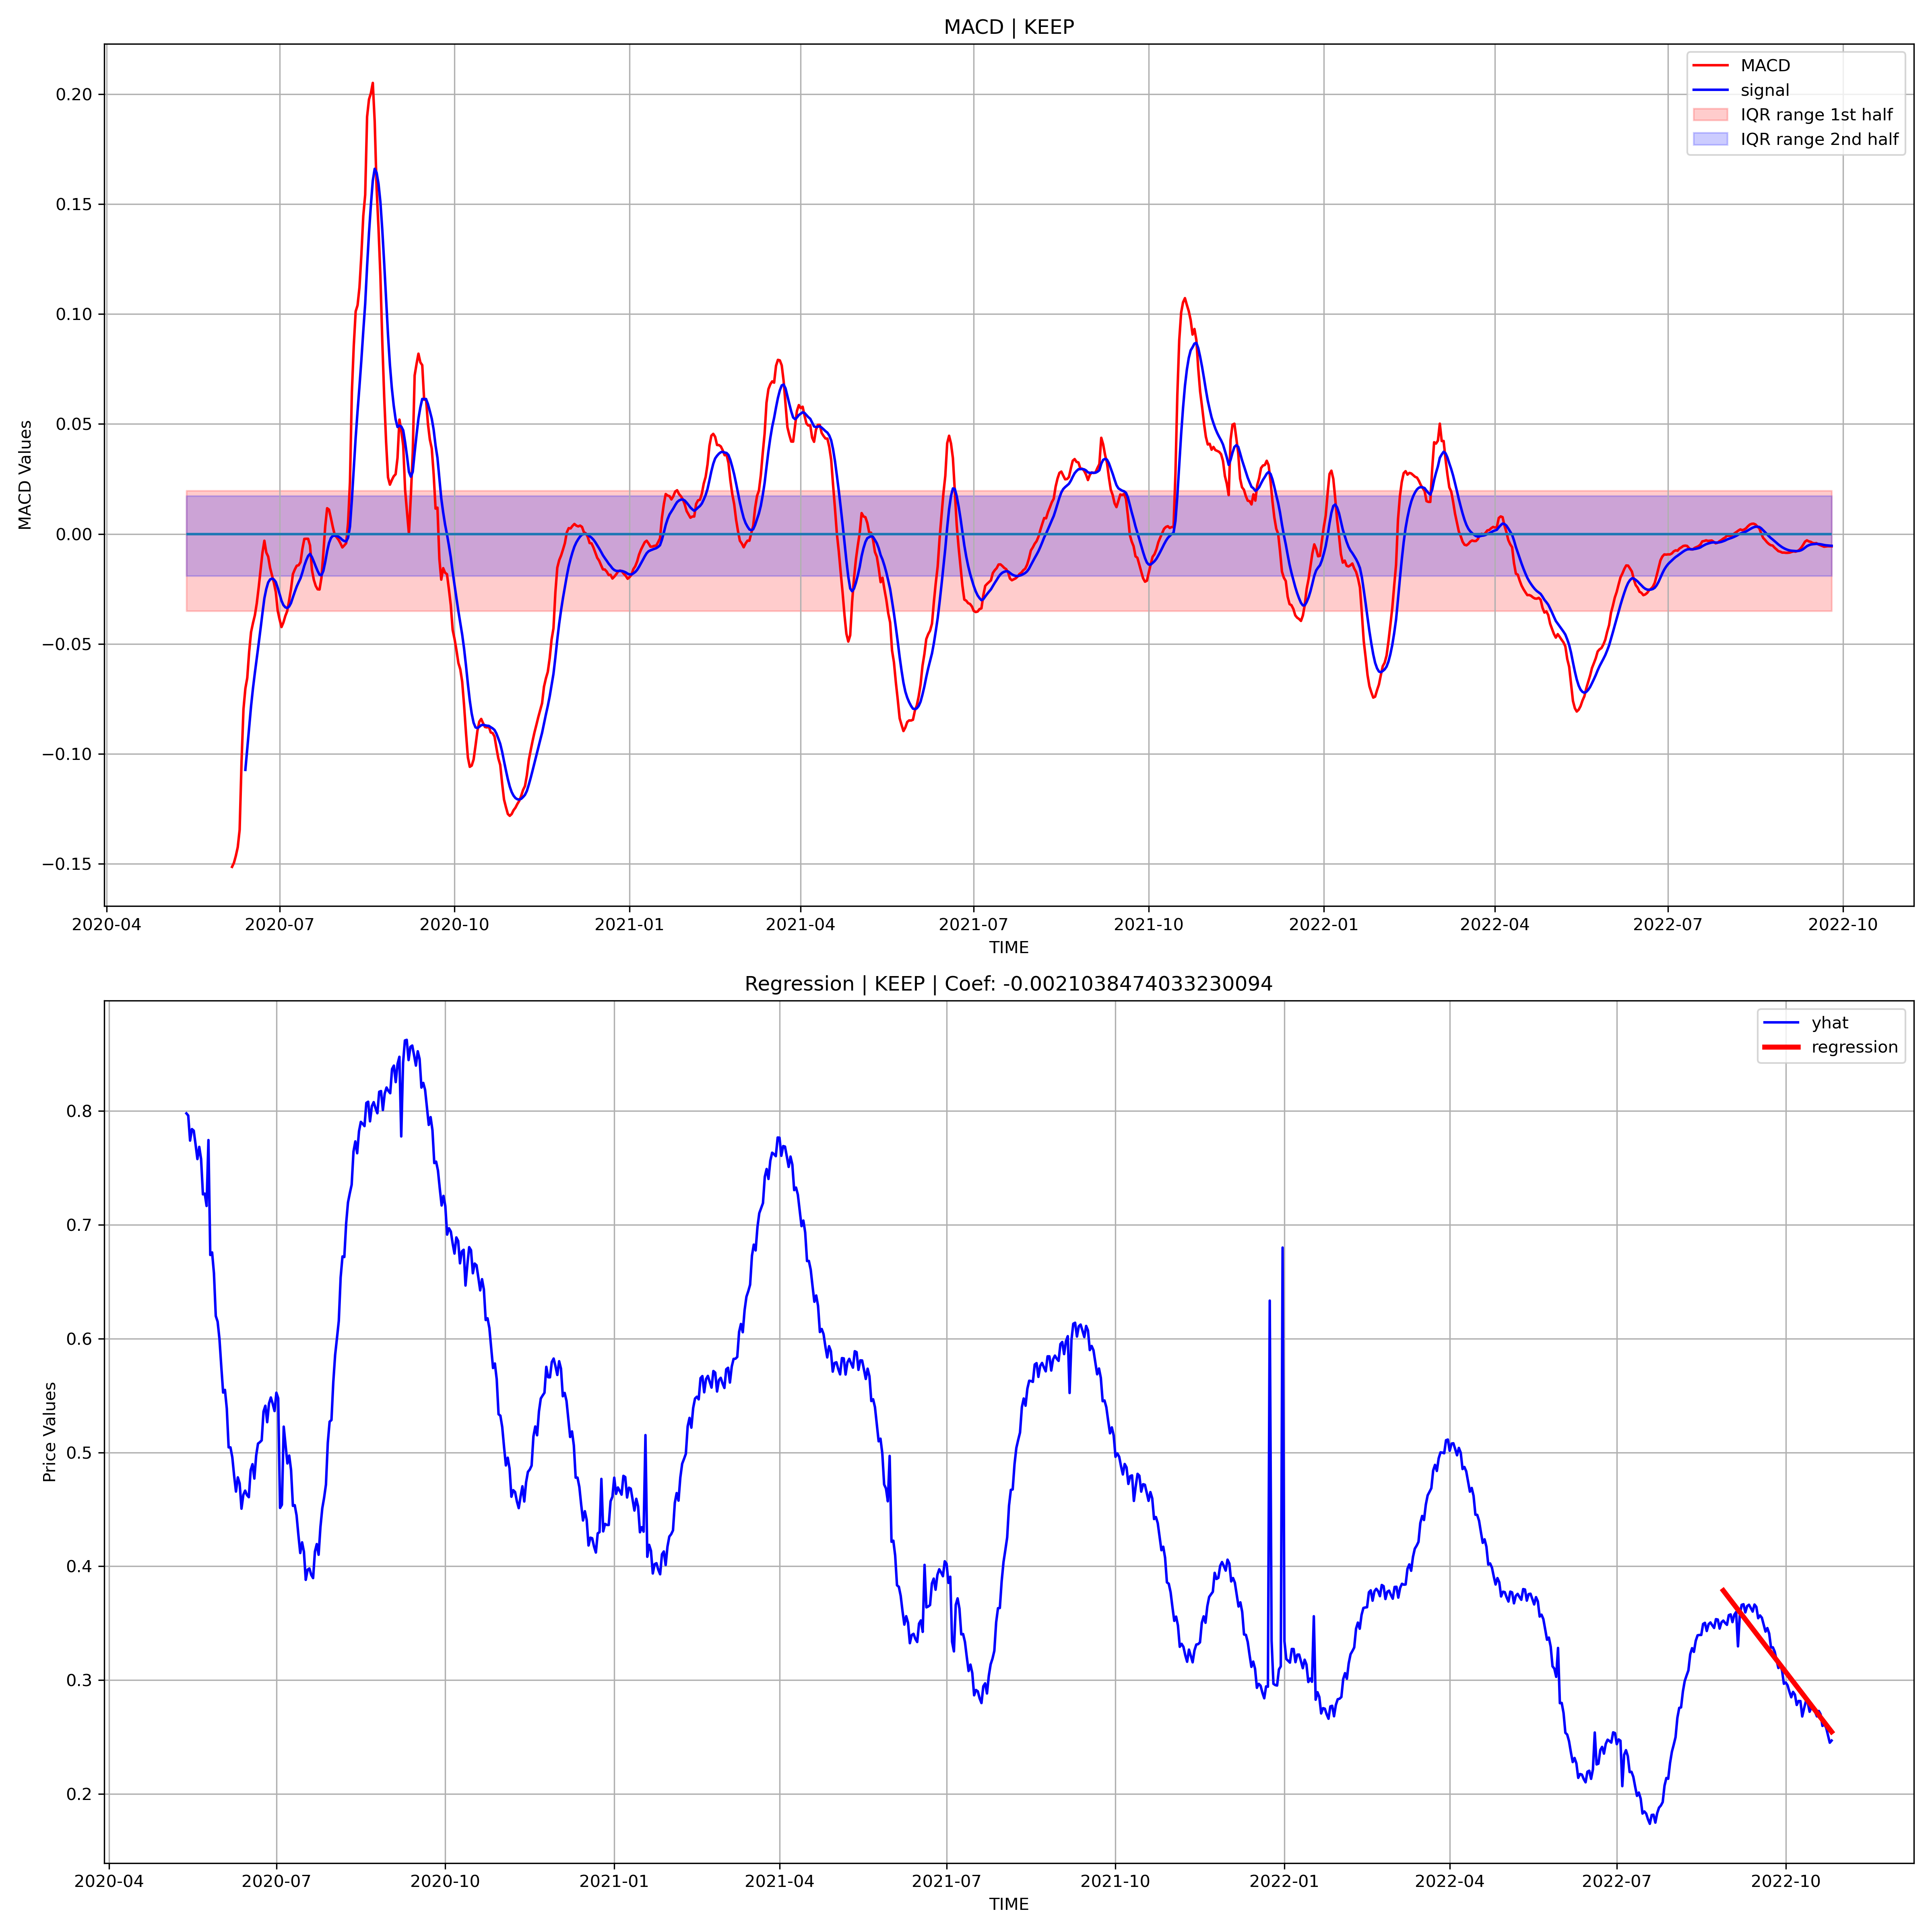 MACD | KEEP
MACD
signal
IQR range 1st half
IQR range 2nd half
MACD Values
0.20
0.15
0.10
0.05
0.00
−0.05
−0.10
−0.15
2020-04 2020-07 2020-10 2021-01 2021-04 2021-07 2021-10 2022-01 2022-04 2022-07 2022-10
TIME
Regression | KEEP | Coef: -0.0021038474033230094
yhat
regression
Price Values
0.8
0.7
0.6
0.5
0.4
0.3
0.2
2020-04 2020-07 2020-10 2021-01 2021-04 2021-07 2021-10 2022-01 2022-04 2022-07 2022-10
TIME